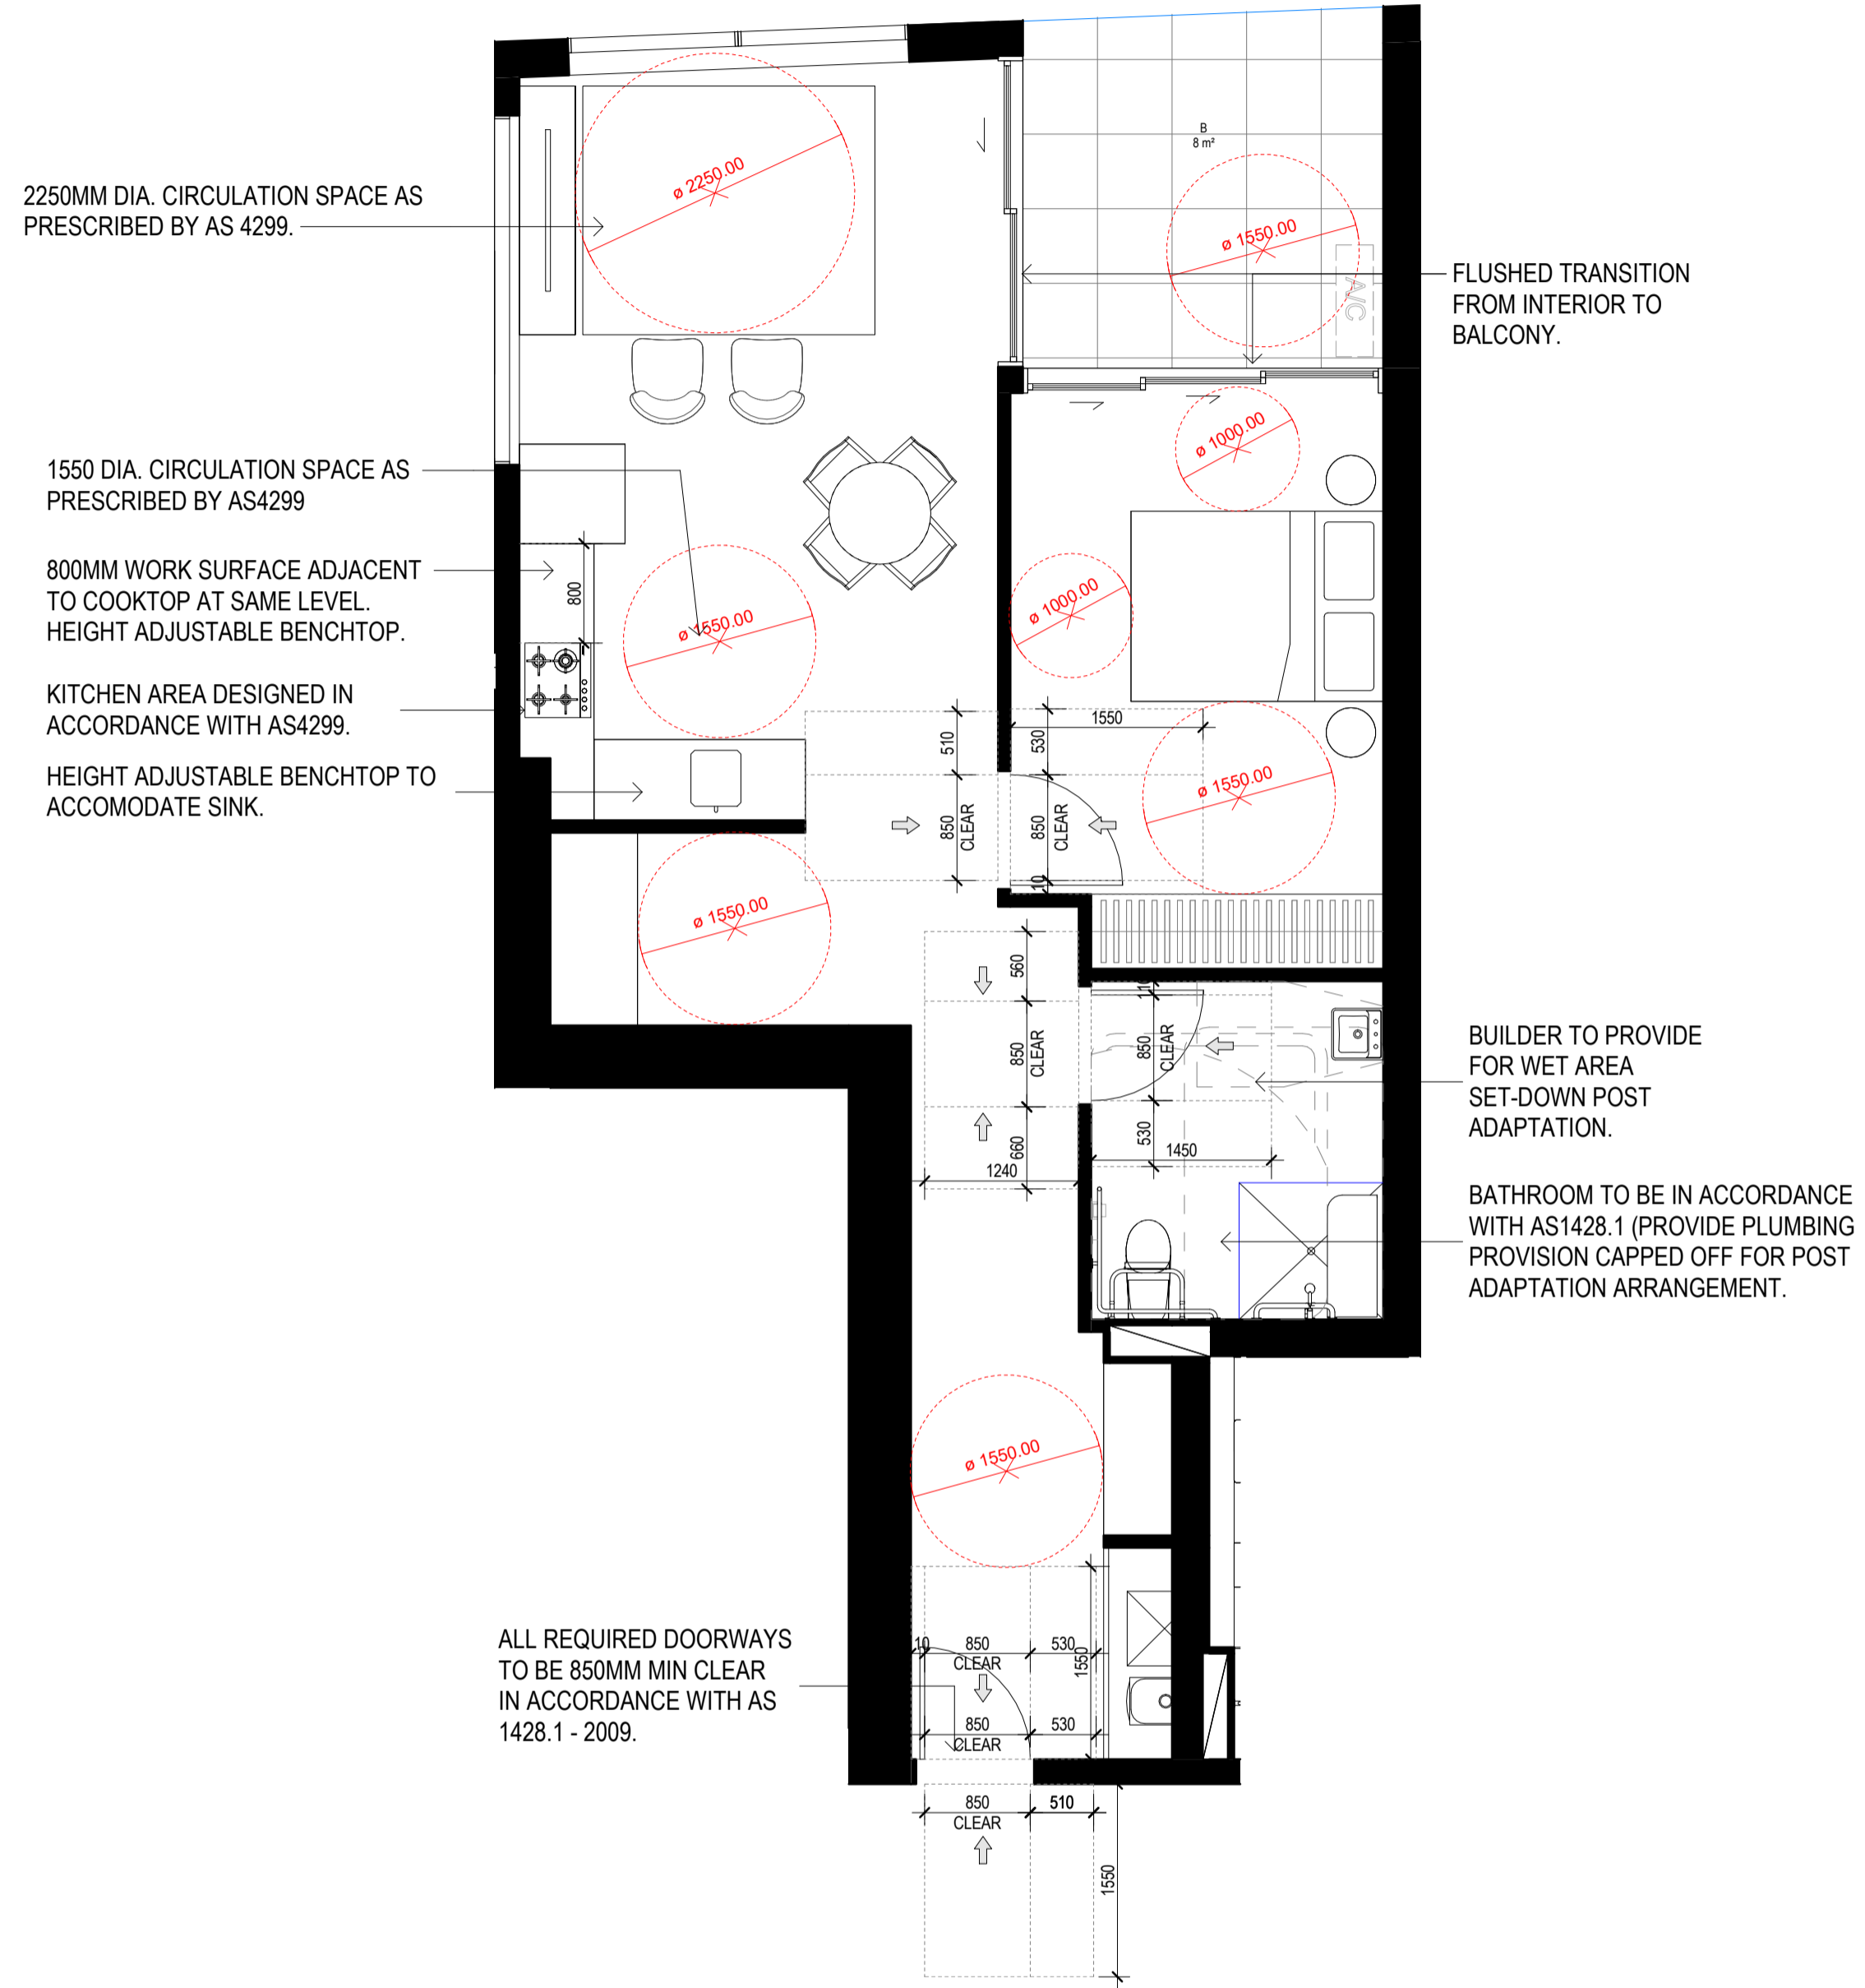 B
8 m²
ø 2250.00
2250MM DIA. CIRCULATION SPACE AS
PRESCRIBED BY AS 4299.
ø 1550.00
A/C
FLUSHED TRANSITION
FROM INTERIOR TO
BALCONY.
ø 1000.00
1550 DIA. CIRCULATION SPACE AS
PRESCRIBED BY AS4299
800MM WORK SURFACE ADJACENT
TO COOKTOP AT SAME LEVEL.
HEIGHT ADJUSTABLE BENCHTOP.
800
ø 1550.00
ø 1000.00
KITCHEN AREA DESIGNED IN
ACCORDANCE WITH AS4299.
HEIGHT ADJUSTABLE BENCHTOP TO
ACCOMODATE SINK.
510
530
1550
ø 1550.00
850
CLEAR
850
CLEAR
10
ø 1550.00
560
110
850
CLEAR
850
CLEAR
660
530
1240
1450
BUILDER TO PROVIDE
FOR WET AREA
SET-DOWN POST
ADAPTATION.
BATHROOM TO BE IN ACCORDANCE
WITH AS1428.1 (PROVIDE PLUMBING
PROVISION CAPPED OFF FOR POST
ADAPTATION ARRANGEMENT.
ø 1550.00
ALL REQUIRED DOORWAYS
TO BE 850MM MIN CLEAR
IN ACCORDANCE WITH AS
1428.1 - 2009.
10
850
CLEAR
530
1550
850
CLEAR
530
850
CLEAR
510
1550